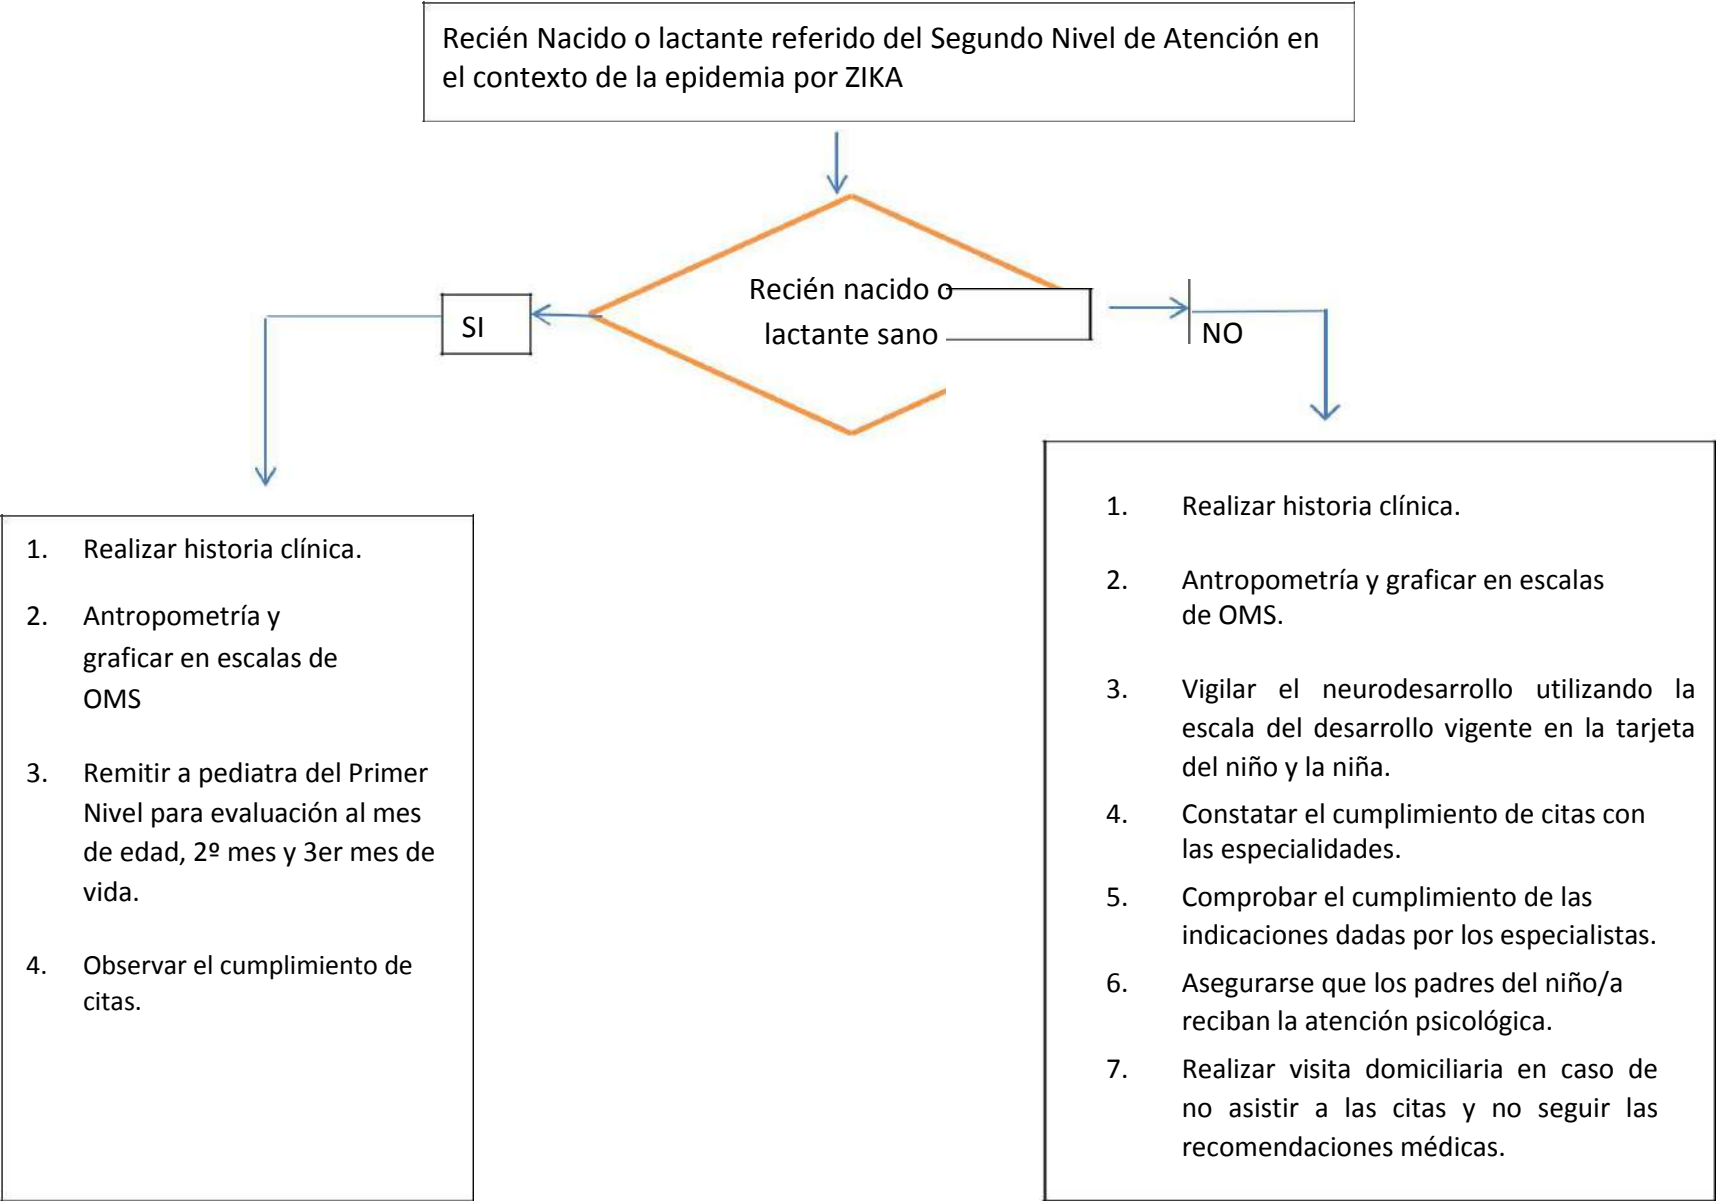 Recién Nacido o lactante referido del Segundo Nivel de Atención en
el contexto de la epidemia por ZIKA
Recién nacido o
lactante sano
SI
NO
1. Realizar historia clínica.
2. Antropometría y
graficar en escalas de
OMS
3. Remitir a pediatra del Primer
Nivel para evaluación al mes
de edad, 2º mes y 3er mes de
vida.
4. Observar el cumplimiento de
citas.
1. Realizar historia clínica.
2. Antropometría y graficar en escalas
de OMS.
3. Vigilar el neurodesarrollo utilizando la
escala del desarrollo vigente en la tarjeta
del niño y la niña.
4. Constatar el cumplimiento de citas con
las especialidades.
5. Comprobar el cumplimiento de las
indicaciones dadas por los especialistas.
6. Asegurarse que los padres del niño/a
reciban la atención psicológica.
7. Realizar visita domiciliaria en caso de
no asistir a las citas y no seguir las
recomendaciones médicas.